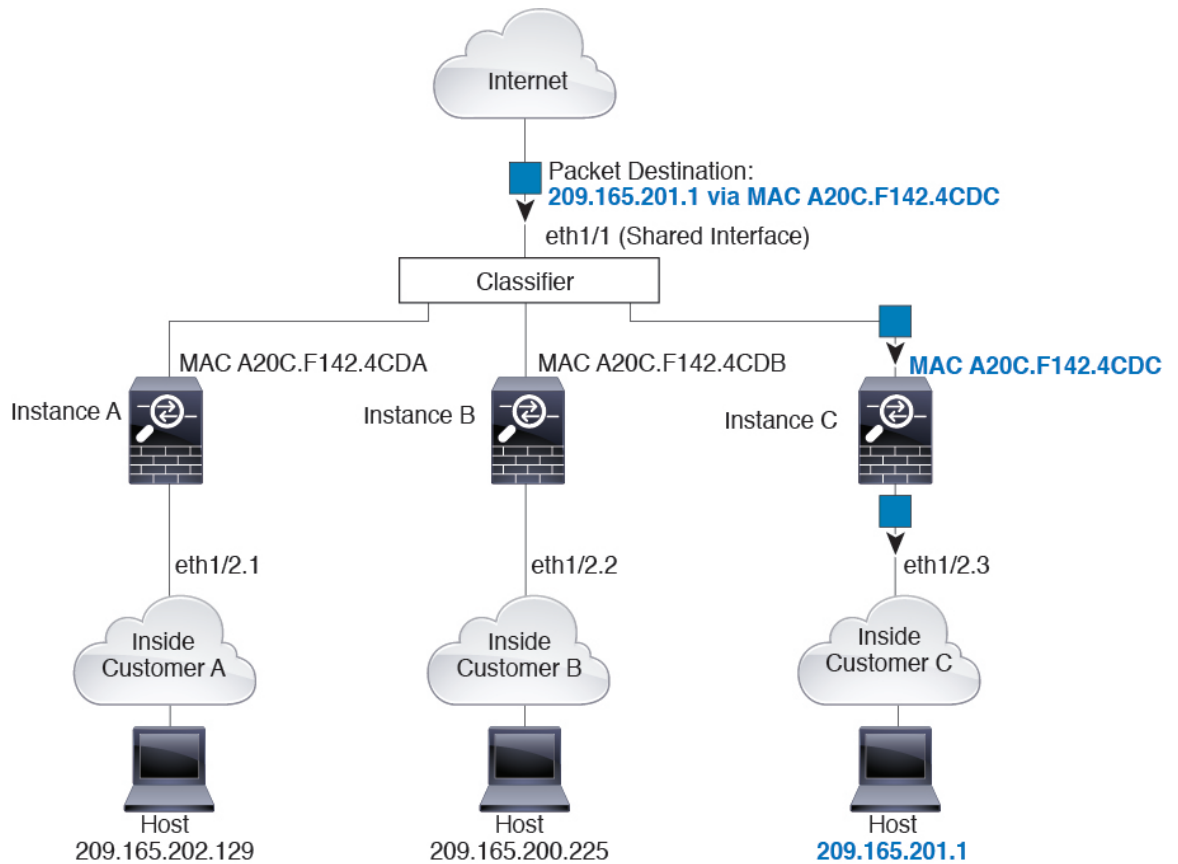 Internet
Packet Destination:
209.165.201.1 via MAC A20C.F142.4CDC
eth1/1 (Shared Interface)
Classifier
MAC A20C.F142.4CDA
MAC A20C.F142.4CDB
MAC A20C.F142.4CDC
Instance A
Instance B
Instance C
eth1/2.1
eth1/2.2
eth1/2.3
Inside
Customer A
Inside
Customer B
Inside
Customer C
Host
209.165.202.129
Host
209.165.200.225
Host
209.165.201.1